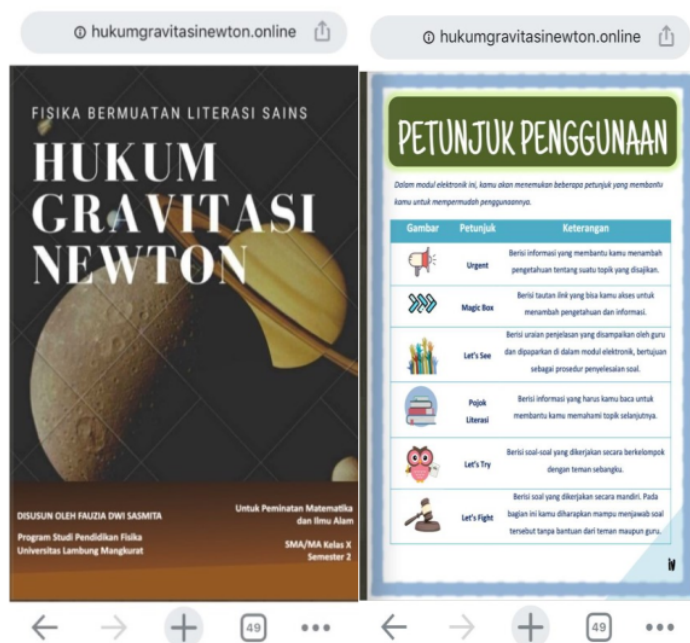 hukumgravitasinewton.online
FISIKA BERMUATAN LITERASI SAINS
HUKUM
GRAVITASI
NEWTON
DISUSUN OLEH FAUZIA DWI SASMITA
Program Studi Pendidikan Fisika
Universitas Lambung Mangkurat
Untuk Peminatan Matematika
dan Ilmu Alam
SMA/MA Kelas X
Semester 2
49
hukumgravitasinewton.online
PETUNJUK PENGGUNAAN
Dalam modul elektronik ini, kamu akan menemukan beberapa petunjuk yang membantu
kamu untuk mempermudah penggunaannya.
Gambar Petunjuk Keterangan
Urgent
Berisi informasi yang membantu kamu menambah
pengetahuan tentang suatu topik yang disajikan.
Magic Box
Berisi tautan link yang bisa kamu akses untuk
menambah pengetahuan dan informasi.
Let's See
Berisi uraian penjelasan yang disampaikan oleh guru
dan dipaparkan di dalam modul elektronik, bertujuan
sebagai prosedur penyelesaian soal.
Pojok
Literasi
Berisi informasi yang harus kamu baca untuk
membantu kamu memahami topik selanjutnya.
Let's Try
Berisi soal-soal yang dikerjakan secara berkelompok
dengan teman sebangku.
Let's Fight
Berisi soal yang dikerjakan secara mandiri. Pada
bagian ini kamu diharapkan mampu menjawab soal
tersebut tanpa bantuan dari teman maupun guru.
iv
49